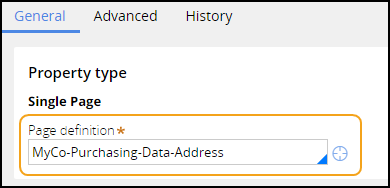 General Advanced History
Property type
Single Page
Page definition *
MyCo-Purchasing-Data-Address